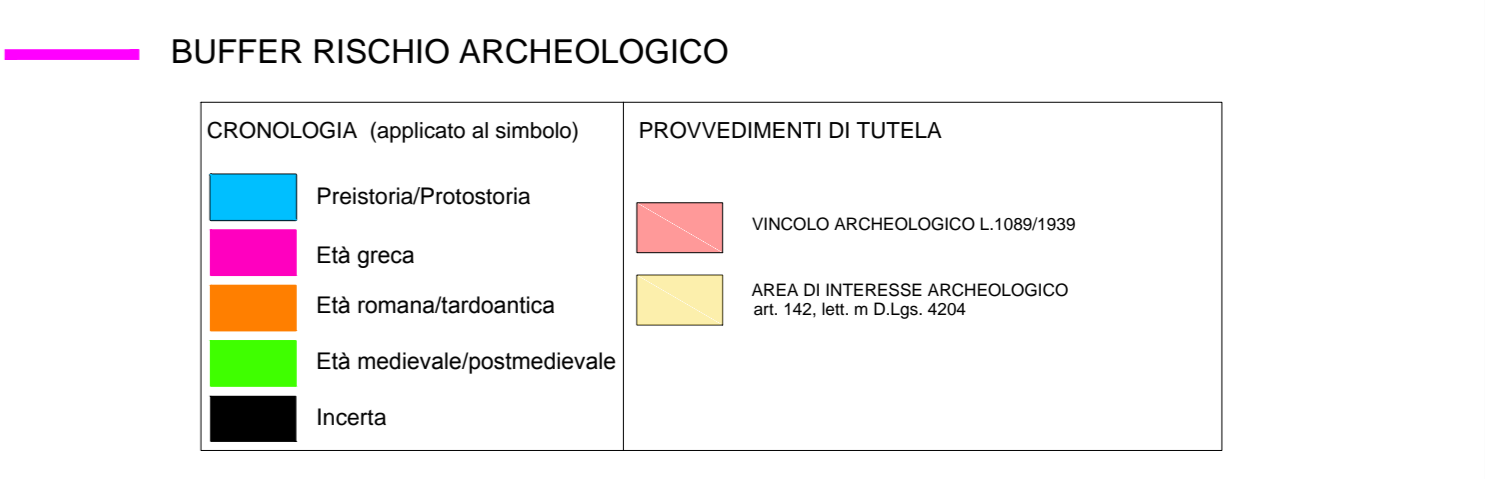 BUFFER RISCHIO ARCHEOLOGICO
CRONOLOGIA (applicato al simbolo)
Preistoria/Protostoria
Età greca
Età romana/tardoantica
Età medievale/postmedievale
Incerta
PROVVEDIMENTI DI TUTELA
VINCOLO ARCHEOLOGICO L.1089/1939
AREA DI INTERESSE ARCHEOLOGICO
art. 142, lett. m D.Lgs. 4204